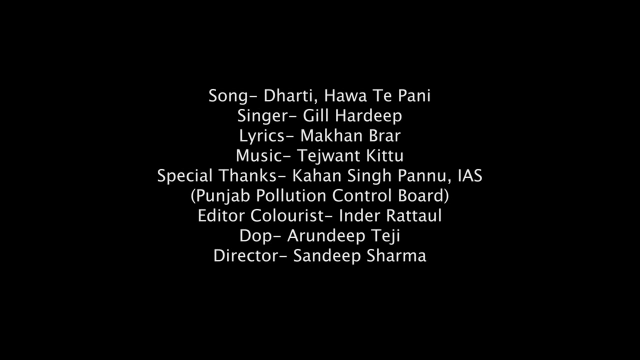 Song- Dharti, Hawa Te Pani
Singer- Gill Hardeep
Lyrics- Makhan Brar
Music- Tejwant Kittu
Special Thanks- Kahan Singh Pannu, IAS
(Punjab Pollution Control Board)
Editor Colourist- Inder Rattaul
Dop- Arundeep Teji
Director- Sandeep Sharma